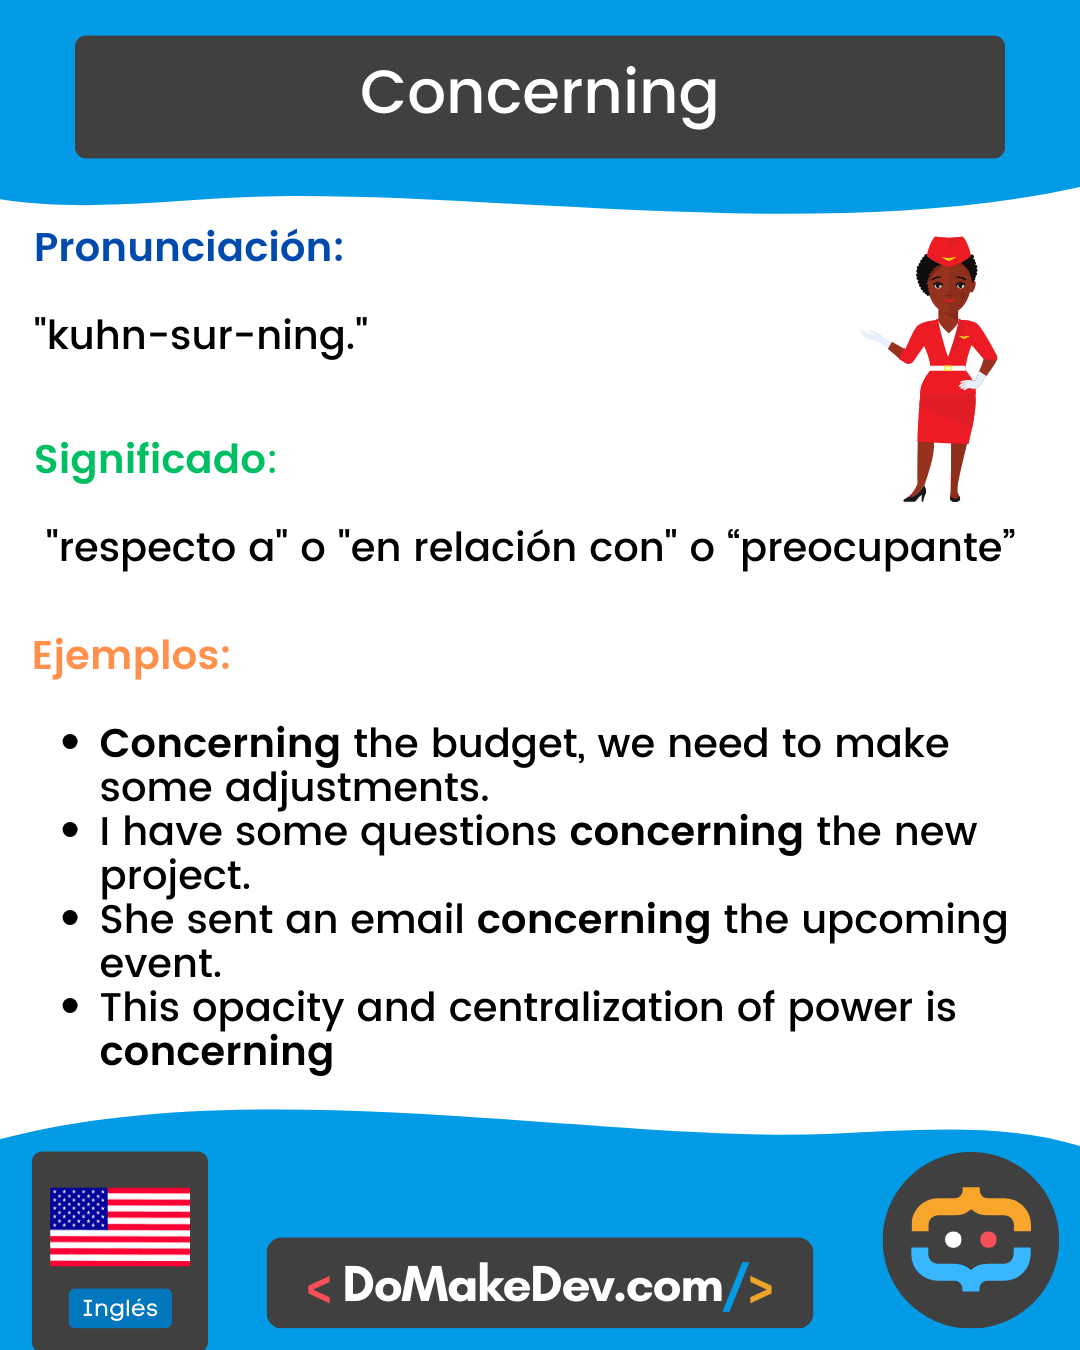 Concerning
Pronunciación:
"kuhn-sur-ning."
Significado:
"respecto a" o "en relación con" o “preocupante”
Ejemplos:
• Concerning the budget, we need to make
some adjustments.
• I have some questions concerning the new
project.
• She sent an email concerning the upcoming
event.
• This opacity and centralization of power is
concerning
Inglés
< DoMakeDev.com/>